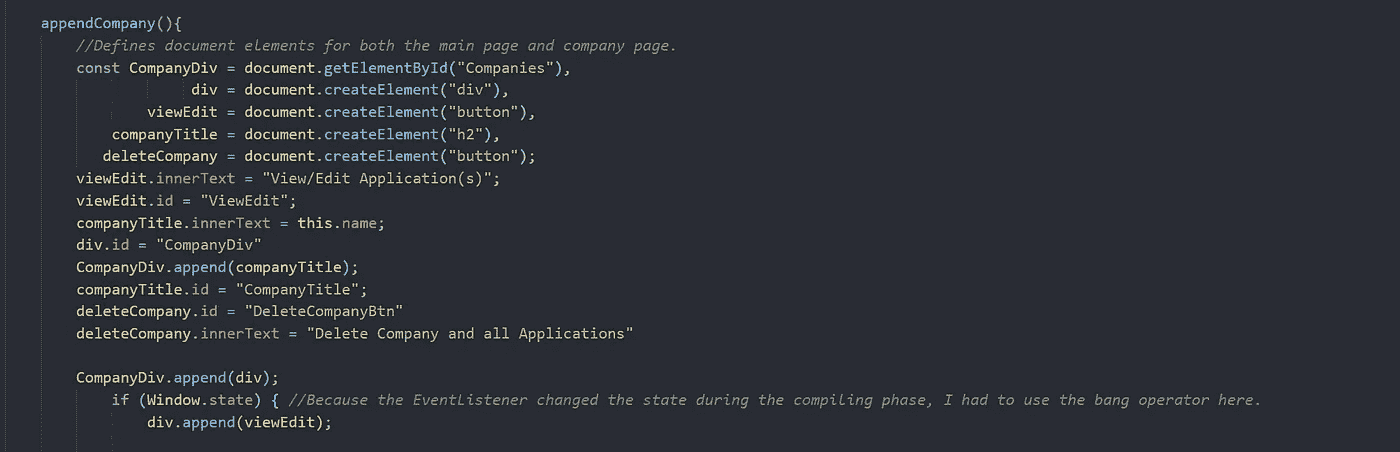 appendCompany(){
//Defines document elements for both the main page and company page.
const CompanyDiv = document.getElementById("Companies"),
div = document.createElement("div"),
viewEdit = document.createElement("button"),
companyTitle = document.createElement("h2"),
deleteCompany = document.createElement("button");
viewEdit.innerText = "View/Edit Application(s)";
viewEdit.id = "ViewEdit";
companyTitle.innerText = this.name;
div.id = "CompanyDiv"
CompanyDiv.append(companyTitle);
companyTitle.id = "CompanyTitle";
deleteCompany.id = "DeleteCompanyBtn"
deleteCompany.innerText = "Delete Company and all Applications"
CompanyDiv.append(div);
if (Window.state) { //Because the EventListener changed the state during the compiling phase, I had to use the bang operator here.
div.append(viewEdit);